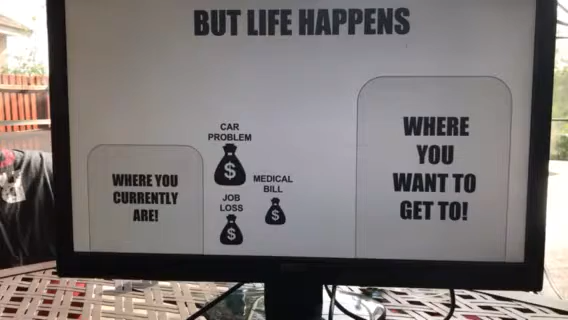 BUT LIFE HAPPENS
WHERE YOU
CURRENTLY
ARE!
CAR
PROBLEM
$
MEDICAL
BILL
$
JOB
LOSS
$
WHERE
YOU
WANT TO
GET TO!